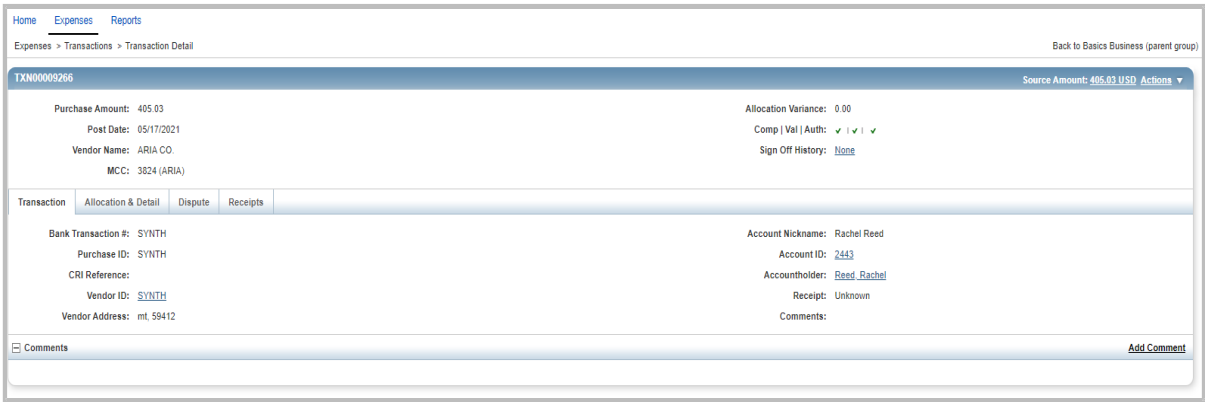 Home Expenses Reports
Expenses > Transactions > Transaction Detail Back to Basics Business (parent group)
TXN00009266 Source Amount: 405.03 USD Actions ▼
Purchase Amount: 405.03 Allocation Variance: 0.00
Post Date: 05/17/2021 Comp | Val | Auth: ✔ | ✔ | ✔
Vendor Name: ARIA CO. Sign Off History: None
MCC: 3824 (ARIA)
Transaction Allocation & Detail Dispute Receipts
Bank Transaction #: SYNTH Account Nickname: Rachel Reed
Purchase ID: SYNTH Account ID: 2443
CRI Reference: Accountholder: Reed, Rachel
Vendor ID: SYNTH Receipt: Unknown
Vendor Address: mt, 59412 Comments:
Comments Add Comment